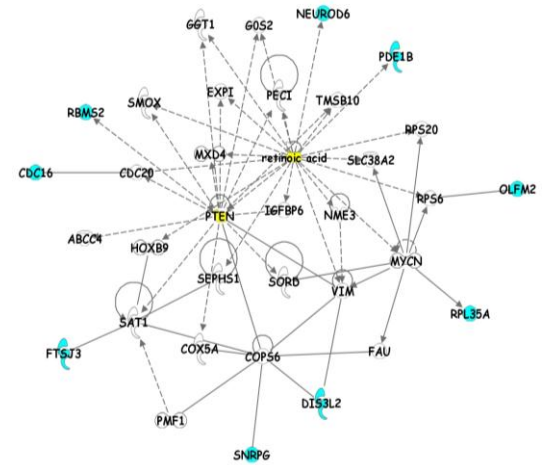 NEUROD6
GGT1
G0S2
PDE1B
EXPI
PECI
SMOX
TMSB10
RBMS2
RPS20
MXD4
retinoic acid
SLC38A2
CDC16
CDC20
OLFM2
RPS6
IGFBP6
NME3
PTEN
ABCC4
HOXB9
MYCN
SEPHS1
SORD
VIM
RPL35A
SAT1
FTSJ3
COX5A
COPS6
FAU
DIS3L2
PMF1
SNRPG